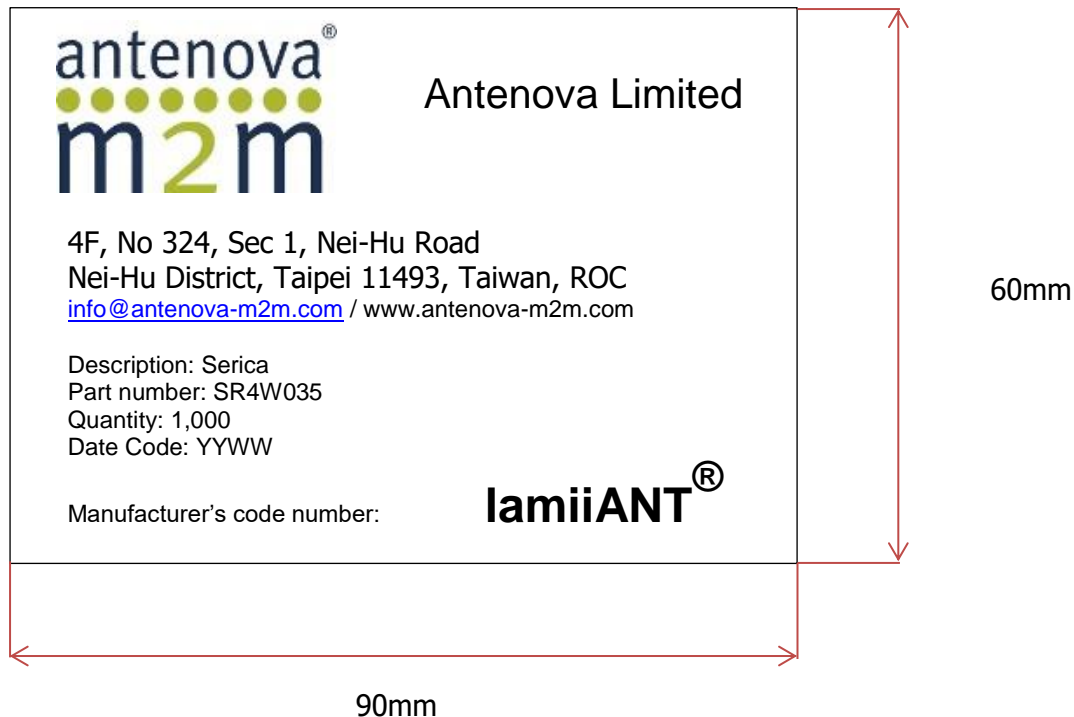 antenova®
m2m
Antenova Limited
4F, No 324, Sec 1, Nei-Hu Road
Nei-Hu District, Taipei 11493, Taiwan, ROC
info@antenova-m2m.com / www.antenova-m2m.com
Description: Serica
Part number: SR4W035
Quantity: 1,000
Date Code: YYWW
Manufacturer’s code number:
lamiiANT®
60mm
90mm